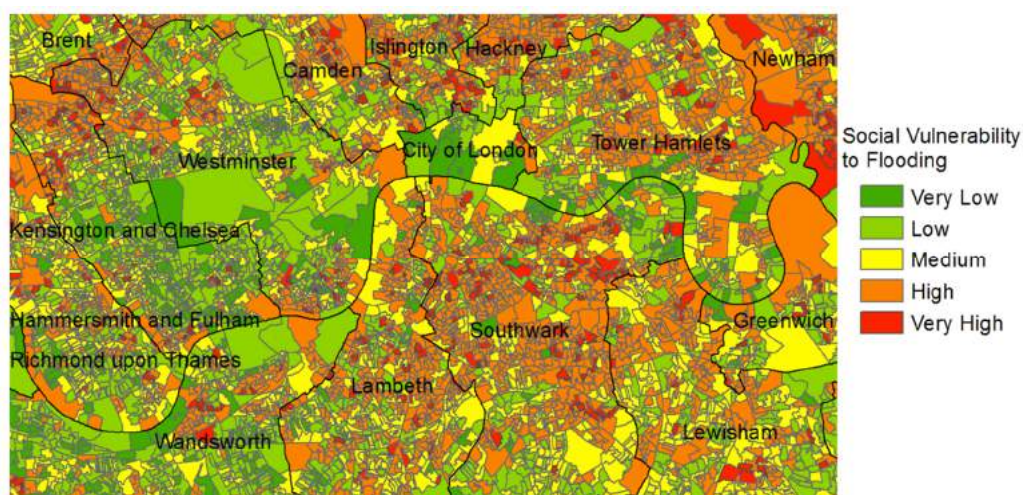 Brent
Camden
Islington
Hackney
Newham
Westminster
City of London
Tower Hamlets
Kensington and Chelsea
Hammersmith and Fulham
Richmond upon Thames
Southwark
Greenwich
Lambeth
Wandsworth
Lewisham
Social Vulnerability
to Flooding
Very Low
Low
Medium
High
Very High